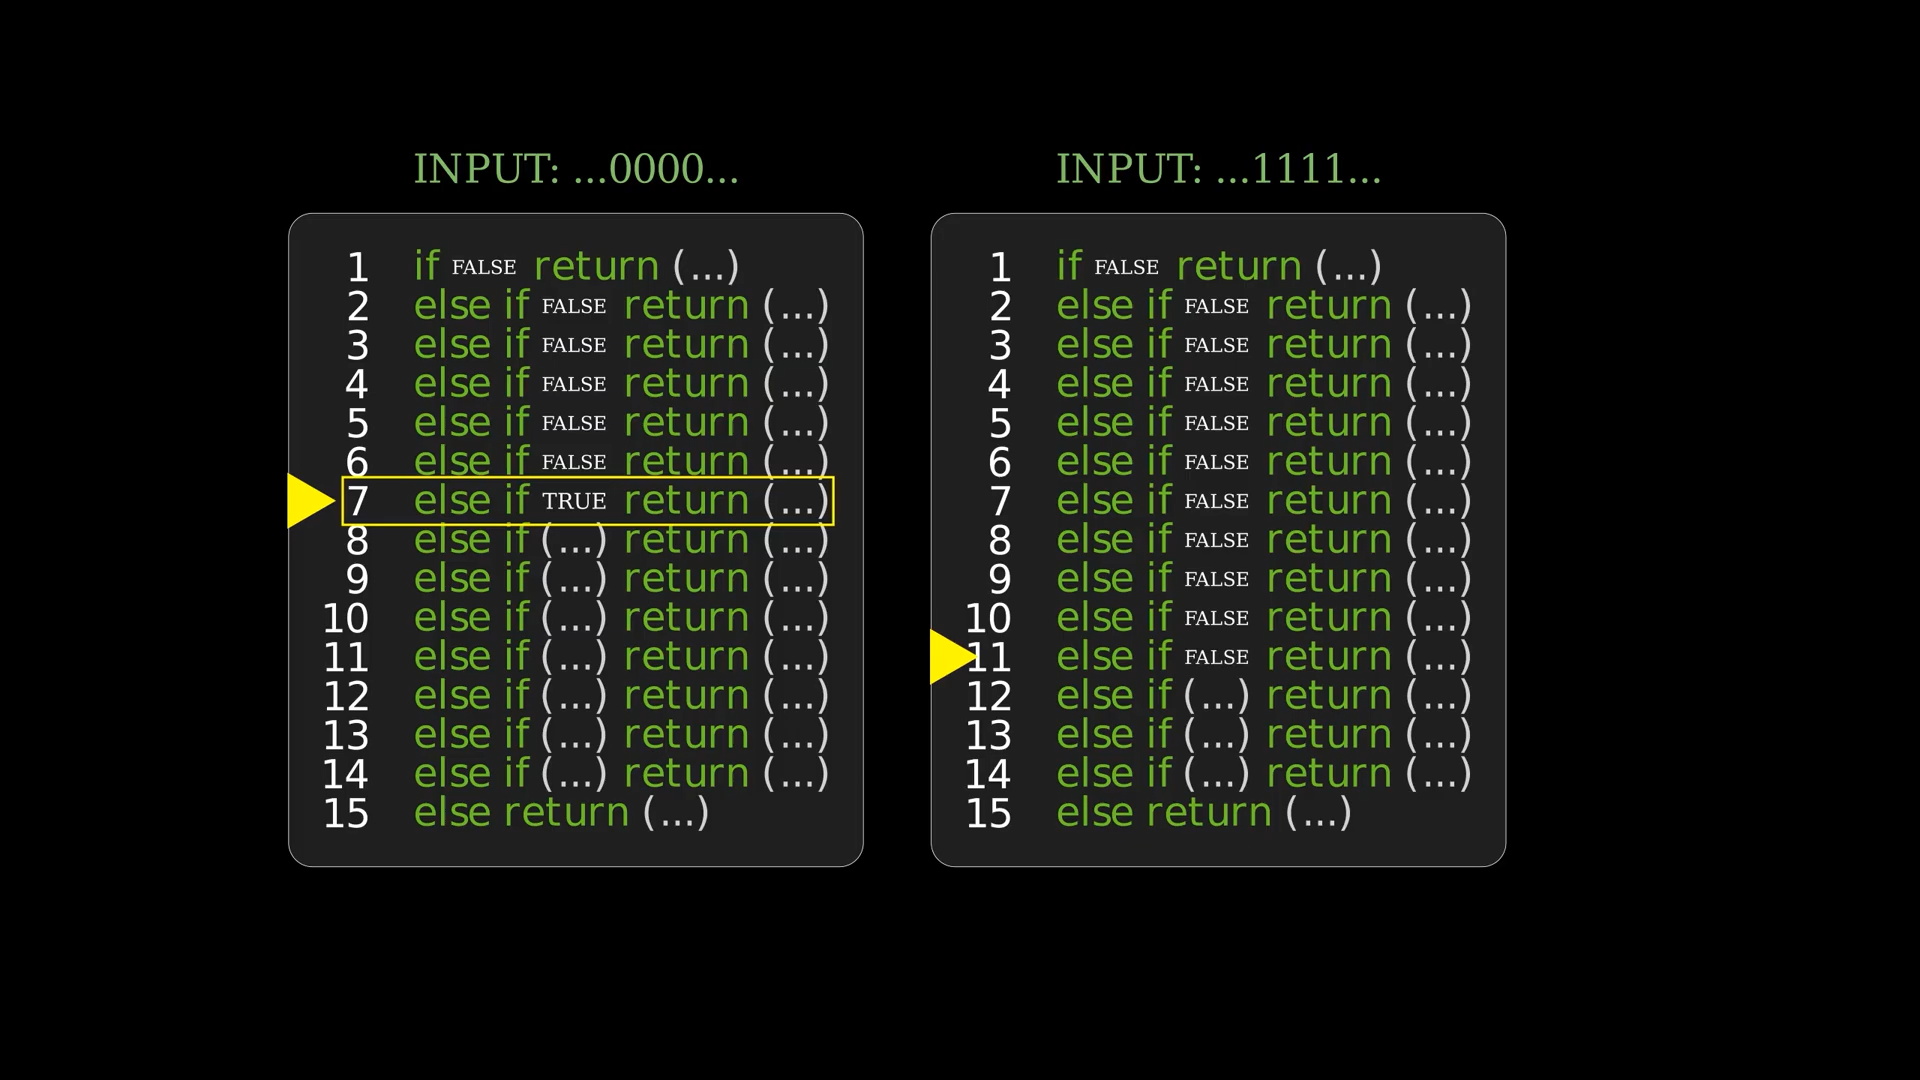 INPUT: ...0000...
1 if FALSE return (...)
2 else if FALSE return (...)
3 else if FALSE return (...)
4 else if FALSE return (...)
5 else if FALSE return (...)
6 else if FALSE return (...)
7 else if TRUE return (...)
8 else if (...) return (...)
9 else if (...) return (...)
10 else if (...) return (...)
11 else if (...) return (...)
12 else if (...) return (...)
13 else if (...) return (...)
14 else if (...) return (...)
15 else return (...)
INPUT: ...1111...
1 if FALSE return (...)
2 else if FALSE return (...)
3 else if FALSE return (...)
4 else if FALSE return (...)
5 else if FALSE return (...)
6 else if FALSE return (...)
7 else if FALSE return (...)
8 else if FALSE return (...)
9 else if FALSE return (...)
10 else if FALSE return (...)
11 else if FALSE return (...)
12 else if (...) return (...)
13 else if (...) return (...)
14 else if (...) return (...)
15 else return (...)